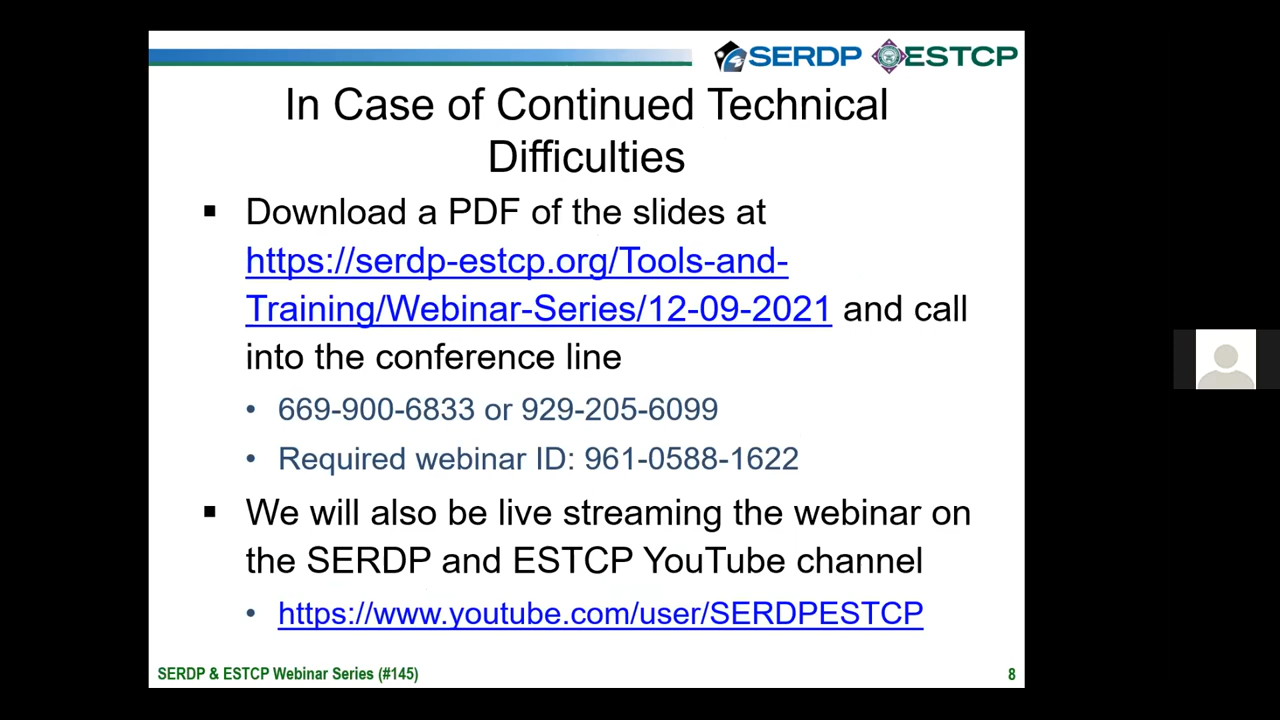 SERDP ESTCP
In Case of Continued Technical
Difficulties
▪ Download a PDF of the slides at
https://serdp-estcp.org/Tools-and-
Training/Webinar-Series/12-09-2021 and call
into the conference line
• 669-900-6833 or 929-205-6099
• Required webinar ID: 961-0588-1622
▪ We will also be live streaming the webinar on
the SERDP and ESTCP YouTube channel
• https://www.youtube.com/user/SERDPESTCP
SERDP & ESTCP Webinar Series (#145) 8